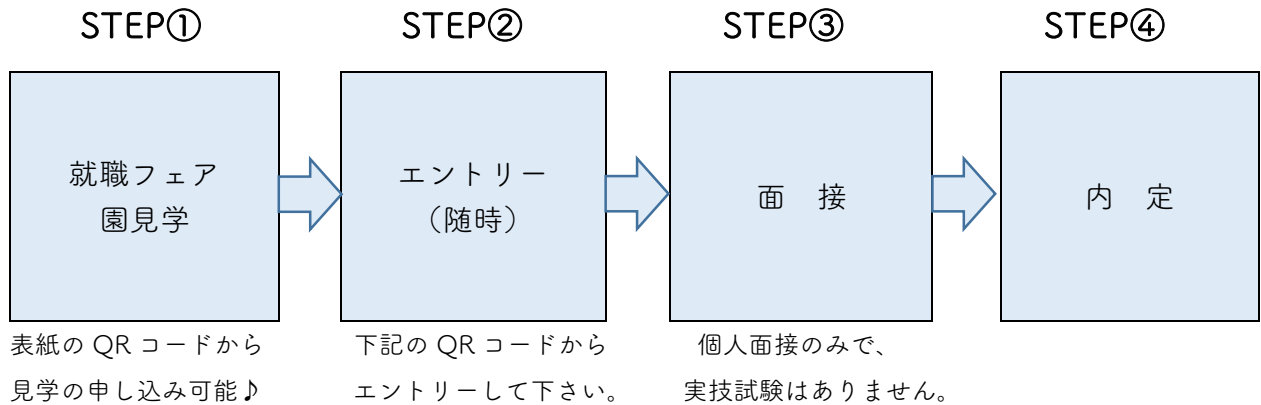 STEP①
STEP②
STEP③
STEP④
就職フェア
園見学
エントリー
（随時）
面　接
内　定
表紙の QR コードから
見学の申し込み可能♪
下記の QR コードから
エントリーして下さい。
個人面接のみで、
実技試験はありません。